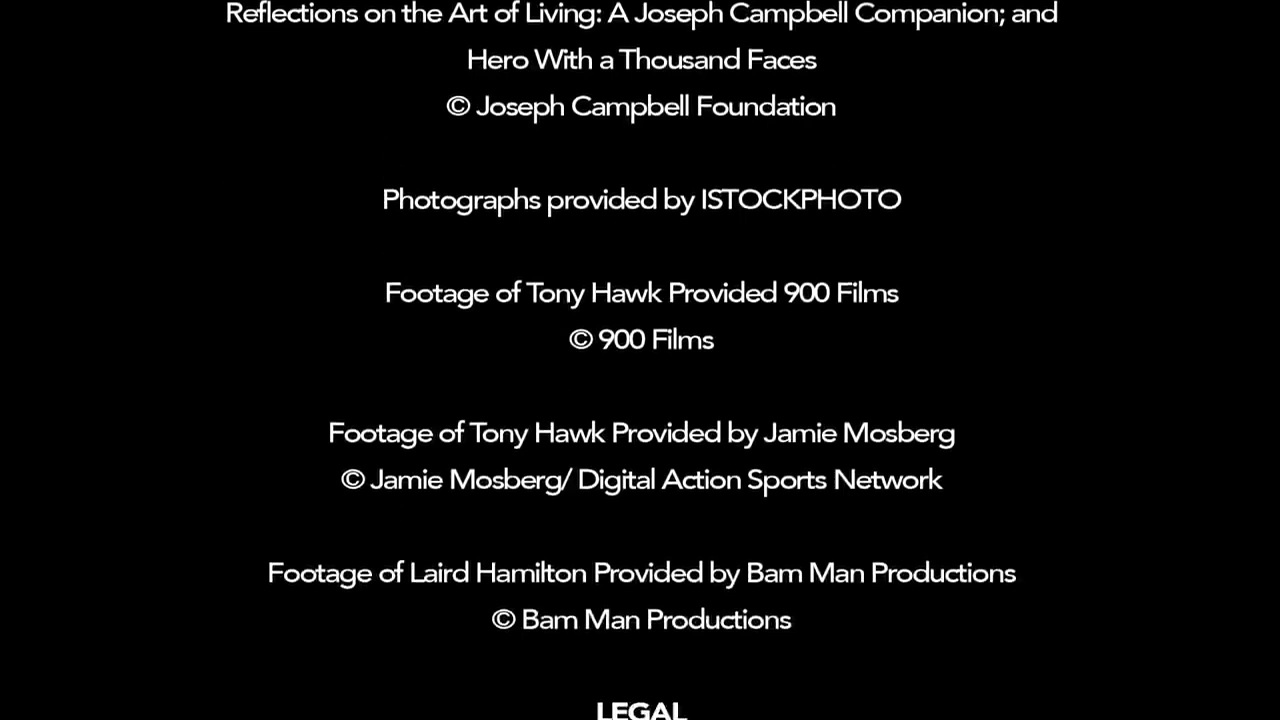 Reflections on the Art of Living: A Joseph Campbell Companion; and
Hero With a Thousand Faces
© Joseph Campbell Foundation
Photographs provided by ISTOCKPHOTO
Footage of Tony Hawk Provided 900 Films
© 900 Films
Footage of Tony Hawk Provided by Jamie Mosberg
© Jamie Mosberg/ Digital Action Sports Network
Footage of Laird Hamilton Provided by Bam Man Productions
© Bam Man Productions
LEGAL